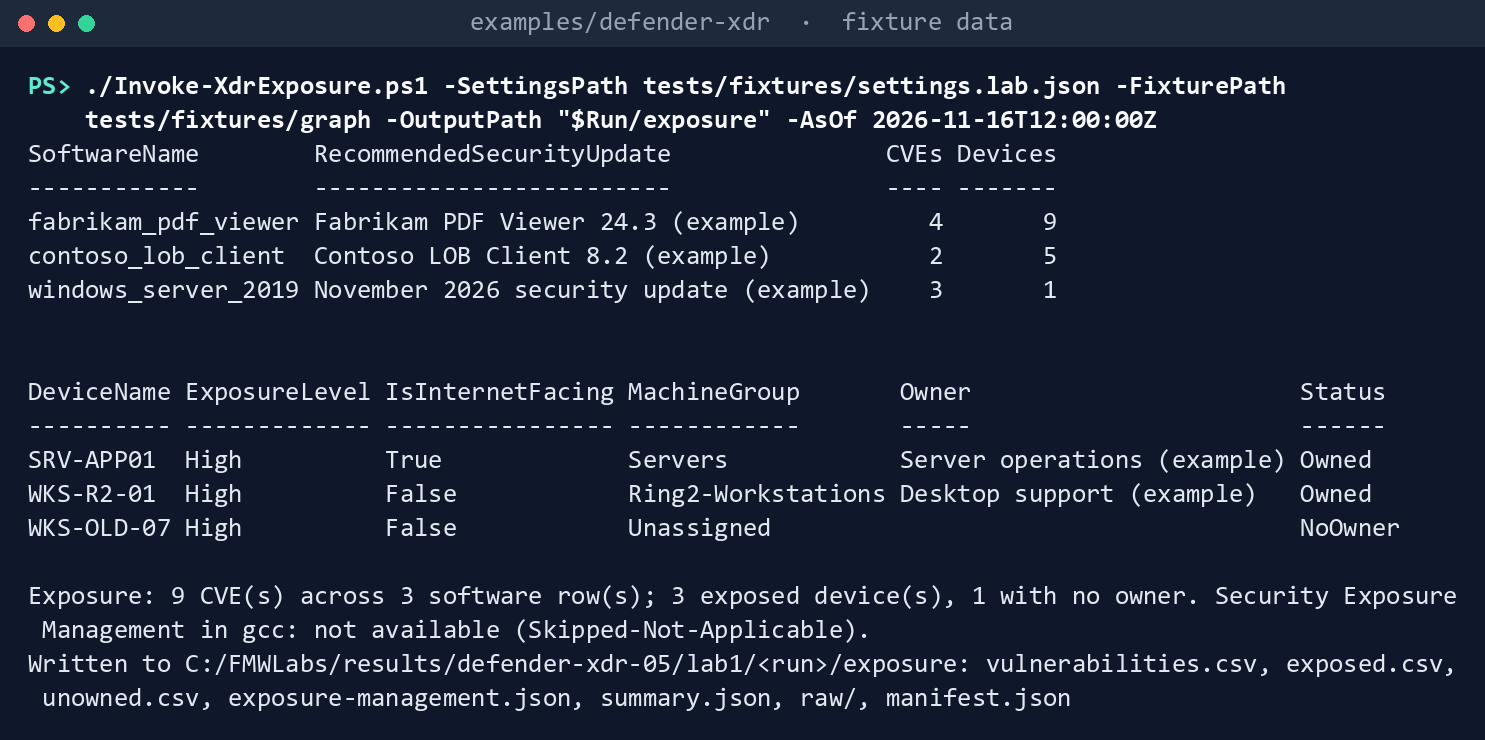 examples/defender-xdr · fixture data
PS> ./Invoke-XdrExposure.ps1 -SettingsPath tests/fixtures/settings.lab.json -FixturePath
tests/fixtures/graph -OutputPath "$Run/exposure" -AsOf 2026-11-16T12:00:00Z
SoftwareName        RecommendedSecurityUpdate               CVEs Devices
------------        -------------------------               ---- -------
fabrikam_pdf_viewer Fabrikam PDF Viewer 24.3 (example)         4       9
contoso_lob_client  Contoso LOB Client 8.2 (example)           2       5
windows_server_2019 November 2026 security update (example)    3       1
DeviceName ExposureLevel IsInternetFacing MachineGroup       Owner                       Status
---------- ------------- ---------------- ------------       -----                       ------
SRV-APP01  High          True             Servers            Server operations (example) Owned
WKS-R2-01  High          False            Ring2-Workstations Desktop support (example)   Owned
WKS-OLD-07 High          False            Unassigned                                     NoOwner
Exposure: 9 CVE(s) across 3 software row(s); 3 exposed device(s), 1 with no owner. Security Exposure
Management in gcc: not available (Skipped-Not-Applicable).
Written to C:/FMWLabs/results/defender-xdr-05/lab1/<run>/exposure: vulnerabilities.csv, exposed.csv,
unowned.csv, exposure-management.json, summary.json, raw/, manifest.json